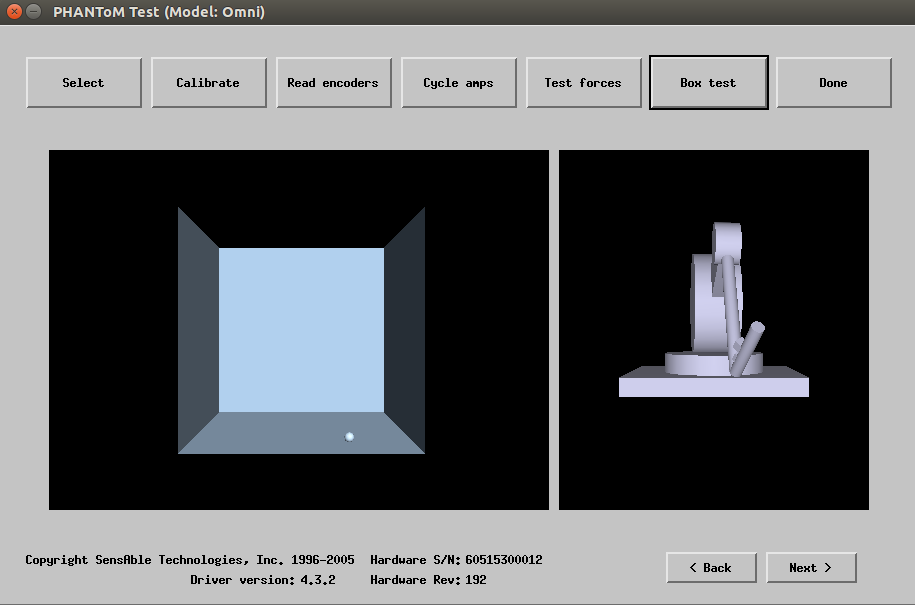 PHANToM Test (Model: Omni)
Select
Calibrate
Read encoders
Cycle amps
Test forces
Box test
Done
Copyright SensAble Technologies, Inc. 1996-2005 Hardware S/N: 60515300012
Driver version: 4.3.2 Hardware Rev: 192
< Back
Next >